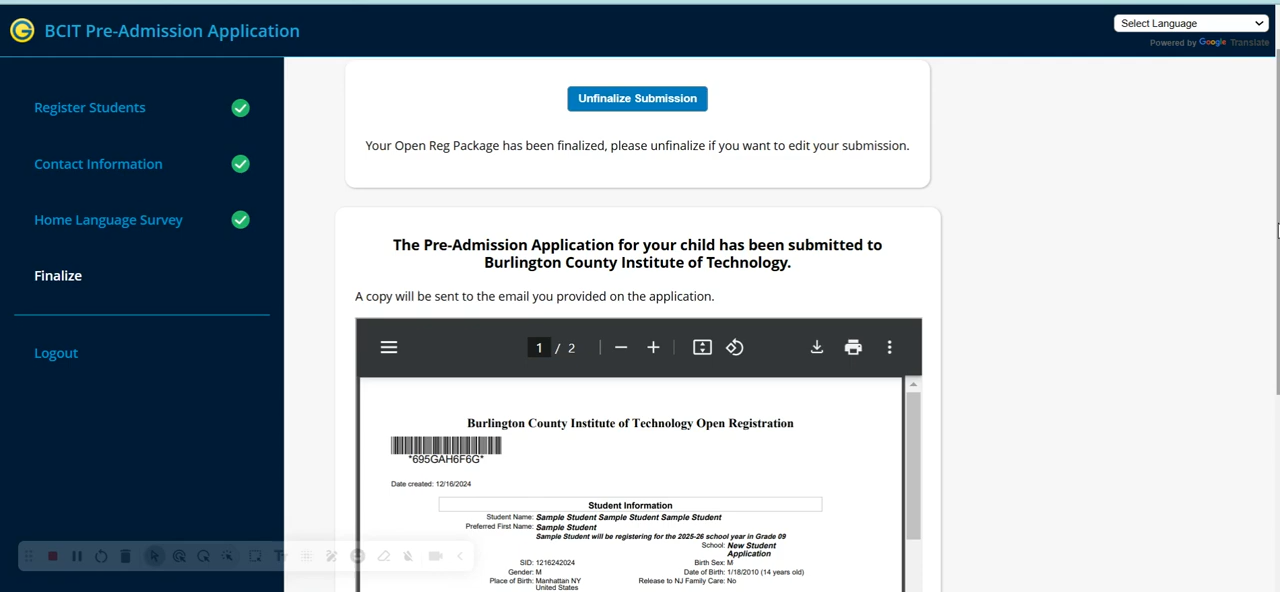 BCIT Pre-Admission Application
Select Language
Powered by Google Translate
Register Students
Contact Information
Home Language Survey
Finalize
Logout
Unfinalize Submission
Your Open Reg Package has been finalized, please unfinalize if you want to edit your submission.
The Pre-Admission Application for your child has been submitted to
Burlington County Institute of Technology.
A copy will be sent to the email you provided on the application.
1 / 2
Burlington County Institute of Technology Open Registration
*695GAH6F6G*
Date created: 12/16/2024
Student Information
Student Name: Sample Student Sample Student Sample Student
Preferred First Name: Sample Student
Sample Student will be registering for the 2025-26 school year in Grade 09
School: New Student
Application
SID: 1216242024 Birth Sex: M
Gender: M Date of Birth: 1/18/2010 (14 years old)
Place of Birth: Manhattan NY Release to NJ Family Care: No
United States